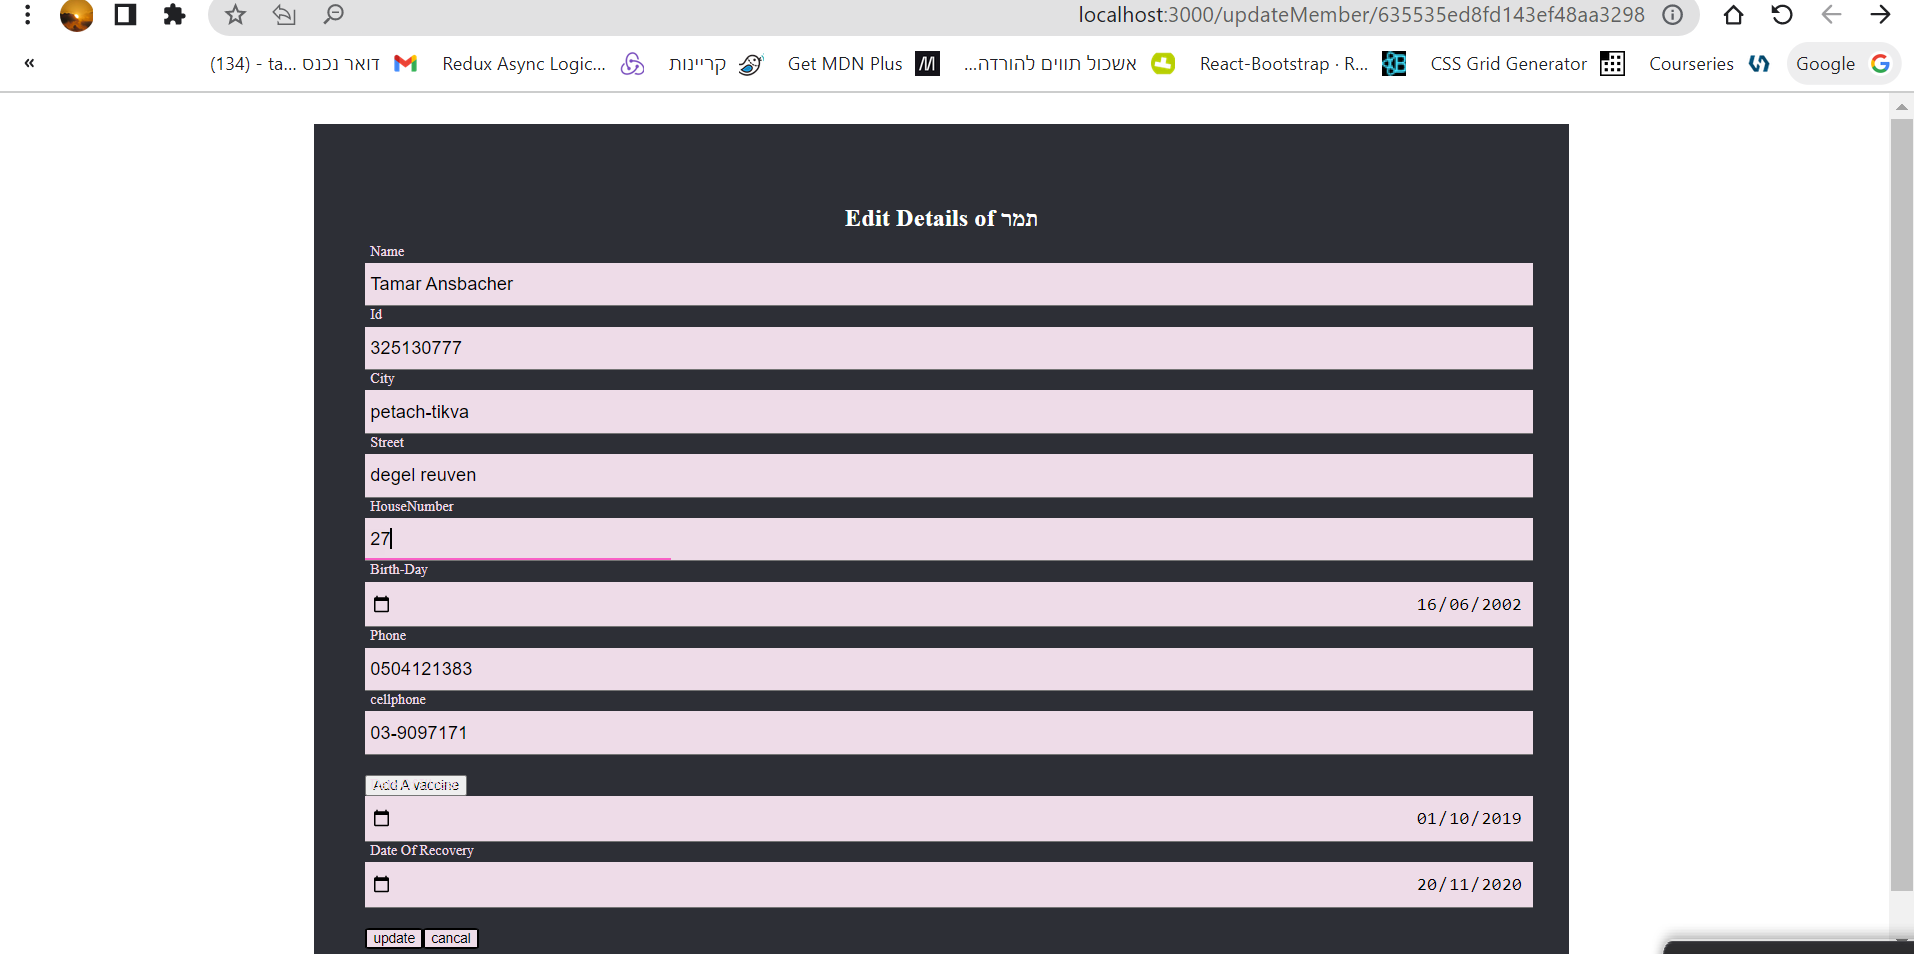 localhost:3000/updateMember/635535ed8fd143ef48aa3298
« (134) - ta... דואר נכנס Redux Async Logic... קריינות Get MDN Plus אשכול תווים להורדה... React-Bootstrap · R... CSS Grid Generator Courseries Google
Edit Details of תמר
Name
Tamar Ansbacher
Id
325130777
City
petach-tikva
Street
degel reuven
HouseNumber
27
Birth-Day
16/06/2002
Phone
0504121383
cellphone
03-9097171
Add A vaccine
01/10/2019
Date Of Recovery
20/11/2020
update cancal